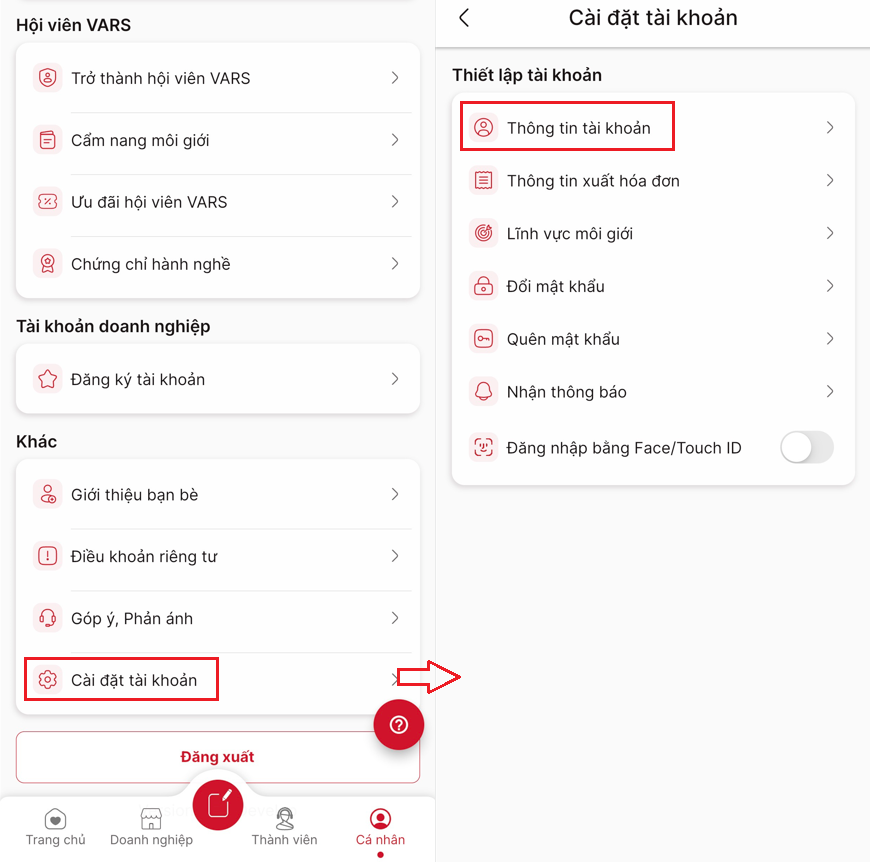 Hội viên VARS
Trở thành hội viên VARS
Cẩm nang môi giới
Ưu đãi hội viên VARS
Chứng chỉ hành nghề
Tài khoản doanh nghiệp
Đăng ký tài khoản
Khác
Giới thiệu bạn bè
Điều khoản riêng tư
Góp ý, Phản ánh
Cài đặt tài khoản
Đăng xuất
Trang chủ
Doanh nghiệp
Thành viên
Cá nhân
Cài đặt tài khoản
Thiết lập tài khoản
Thông tin tài khoản
Thông tin xuất hóa đơn
Lĩnh vực môi giới
Đổi mật khẩu
Quên mật khẩu
Nhận thông báo
Đăng nhập bằng Face/Touch ID